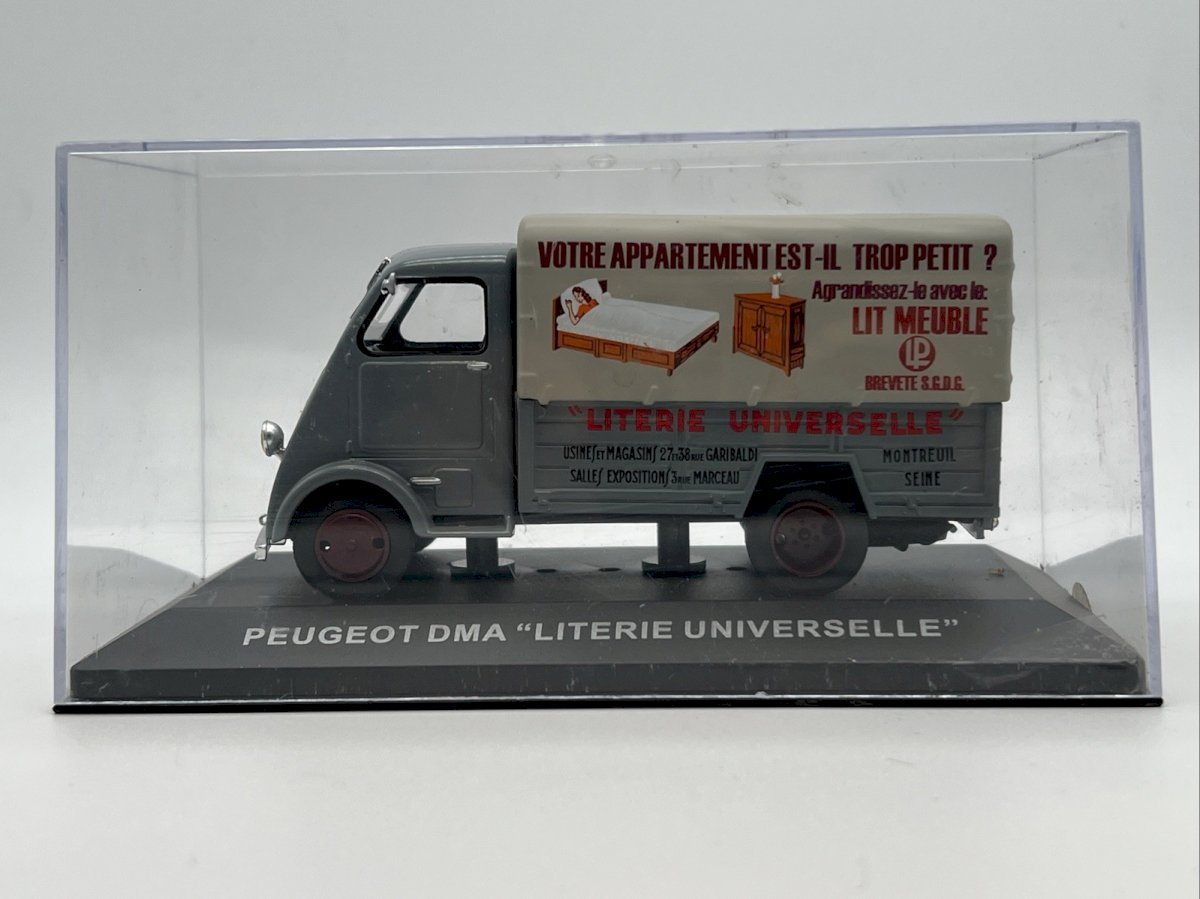 VOTRE APPARTEMENT EST-IL TROP PETIT ?
Agrandissez-le avec le:
LIT MEUBLE
LP
BREVETE S.G.D.G.
"LITERIE UNIVERSELLE"
USINES ET MAGASINS 27 ET 38 RUE GARIBALDI
SALLES EXPOSITIONS 3 RUE MARCEAU
MONTREUIL
SEINE
PEUGEOT DMA “LITERIE UNIVERSELLE”